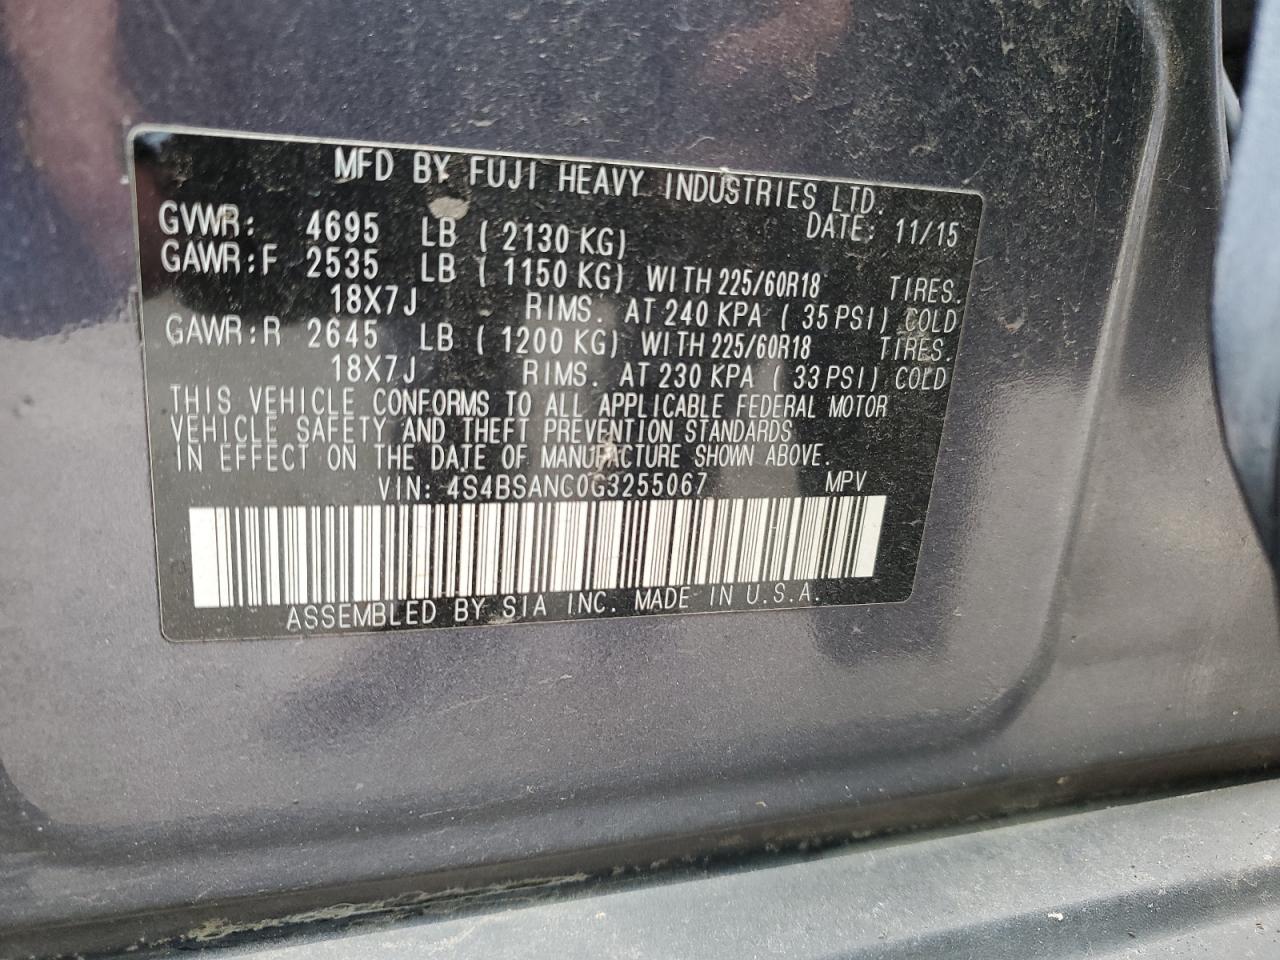 MFD BY FUJI HEAVY INDUSTRIES LTD.
DATE: 11/15
GVWR: 4695 LB ( 2130 KG)
GAWR:F 2535 LB ( 1150 KG) WITH 225/60R18 TIRES.
18X7J RIMS. AT 240 KPA ( 35 PSI) COLD
GAWR:R 2645 LB ( 1200 KG) WITH 225/60R18 TIRES.
18X7J RIMS. AT 230 KPA ( 33 PSI) COLD
THIS VEHICLE CONFORMS TO ALL APPLICABLE FEDERAL MOTOR
VEHICLE SAFETY AND THEFT PREVENTION STANDARDS
IN EFFECT ON THE DATE OF MANUFACTURE SHOWN ABOVE.
VIN: 4S4BSANC0G3255067 MPV
ASSEMBLED BY SIA INC. MADE IN U.S.A.